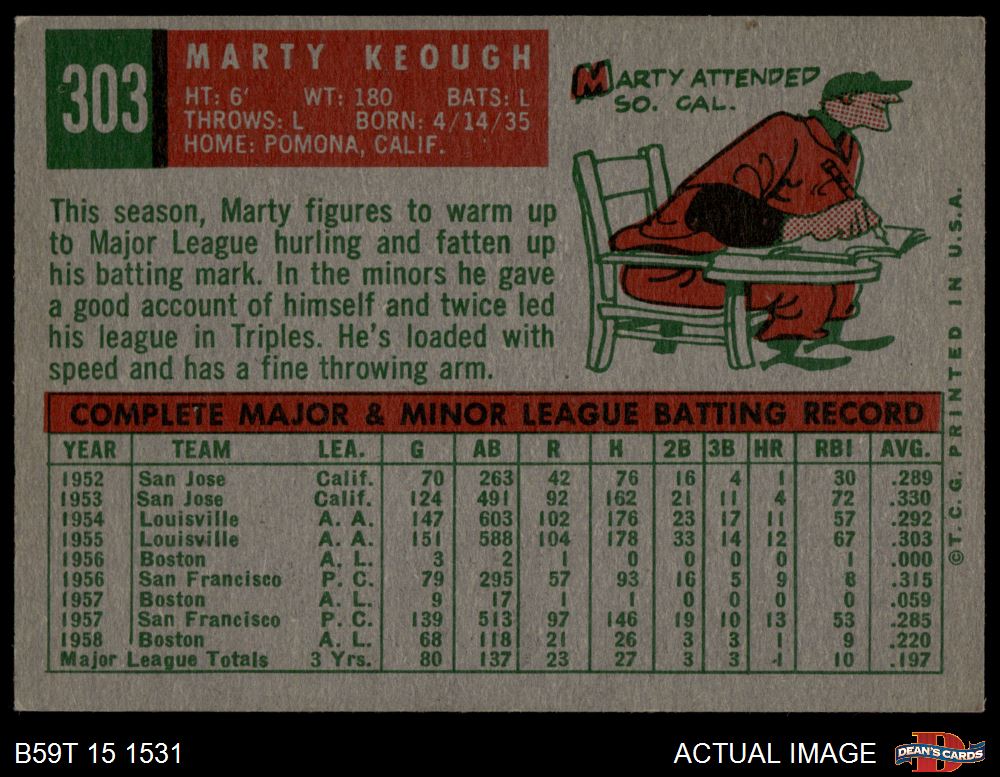 303
MARTY KEOUGH
HT: 6' WT: 180 BATS: L
THROWS: L BORN: 4/14/35
HOME: POMONA, CALIF.
MARTY ATTENDED
SO. CAL.
This season, Marty figures to warm up
to Major League hurling and fatten up
his batting mark. In the minors he gave
a good account of himself and twice led
his league in Triples. He's loaded with
speed and has a fine throwing arm.
COMPLETE MAJOR & MINOR LEAGUE BATTING RECORD
YEAR TEAM LEA. G AB R H 2B 3B HR RBI AVG.
1952 San Jose Calif. 70 263 42 76 16 4 1 30 .289
1953 San Jose Calif. 124 491 92 162 21 11 4 72 .330
1954 Louisville A. A. 147 603 102 176 23 17 11 57 .292
1955 Louisville A. A. 151 588 104 178 33 14 12 67 .303
1956 Boston A. L. 3 2 1 0 0 0 0 1 .000
1956 San Francisco P. C. 79 295 57 93 16 5 9 8 .315
1957 Boston A. L. 9 17 1 1 0 0 0 0 .059
1957 San Francisco P. C. 139 513 97 146 19 10 13 53 .285
1958 Boston A. L. 68 118 21 26 3 3 1 9 .220
Major League Totals 3 Yrs. 80 137 23 27 3 3 1 10 .197
©T. C. G. PRINTED IN U.S.A.
B59T 15 1531
ACTUAL IMAGE
DEAN'S CARDS